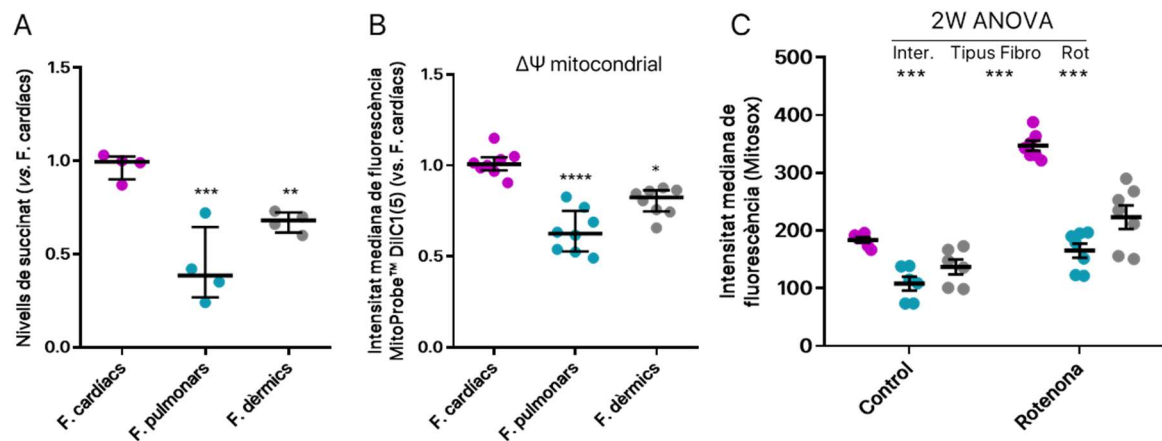 A
Nivells de succinat (vs. F. cardíacs)
1.5
1.0
0.5
0.0
***
**
F. cardíacs
F. pulmonars
F. dèrmics
B
Intensitat mediana de fluorescència
MitoProbe™ DilC1(5) (vs. F. cardíacs)
ΔΨ mitocondrial
1.5
1.0
0.5
0.0
****
*
F. cardíacs
F. pulmonars
F. dèrmics
C
2W ANOVA
Inter. Tipus Fibro Rot
*** *** ***
Intensitat mediana de
fluorescència (Mitosox)
500
400
300
200
100
0
Control
Rotenona